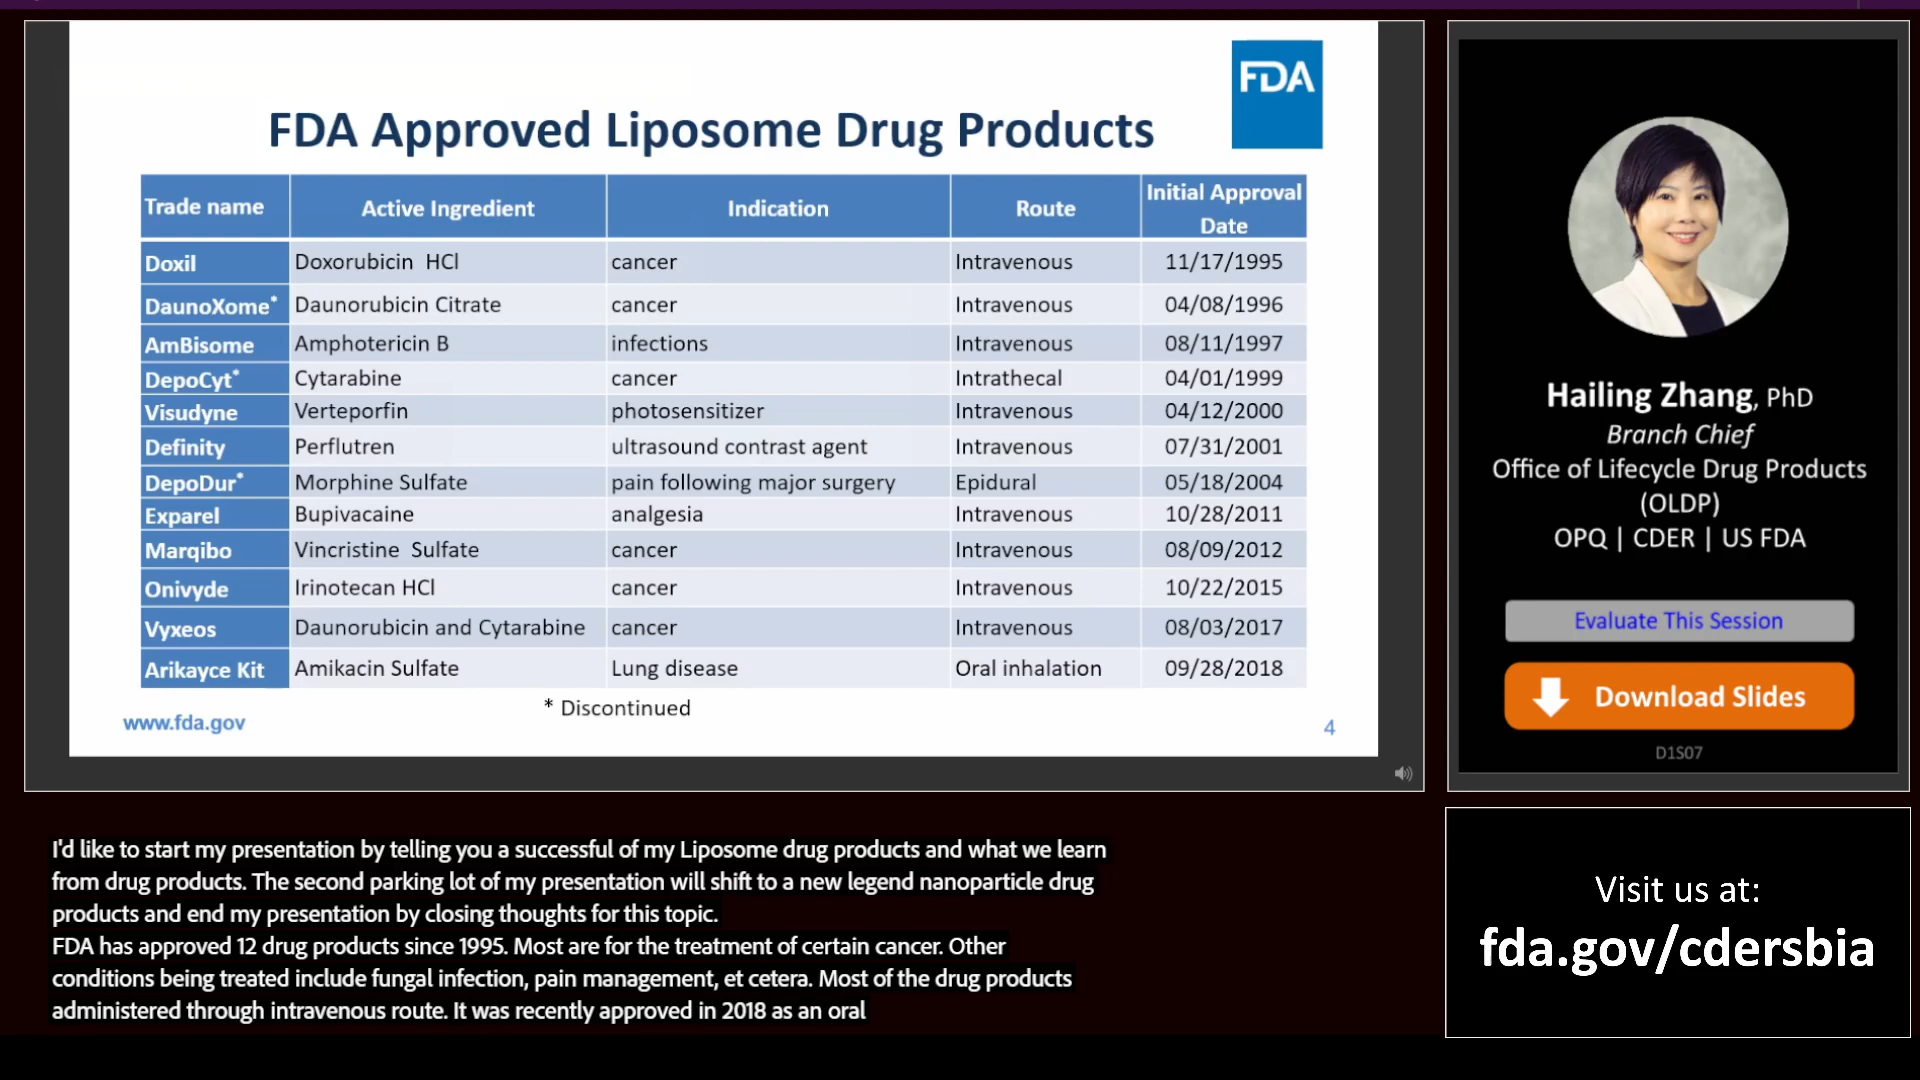 FDA
FDA Approved Liposome Drug Products
Trade name Active Ingredient Indication Route Initial Approval Date
Doxil Doxorubicin HCl cancer Intravenous 11/17/1995
DaunoXome* Daunorubicin Citrate cancer Intravenous 04/08/1996
AmBisome Amphotericin B infections Intravenous 08/11/1997
DepoCyt* Cytarabine cancer Intrathecal 04/01/1999
Visudyne Verteporfin photosensitizer Intravenous 04/12/2000
Definity Perflutren ultrasound contrast agent Intravenous 07/31/2001
DepoDur* Morphine Sulfate pain following major surgery Epidural 05/18/2004
Exparel Bupivacaine analgesia Intravenous 10/28/2011
Marqibo Vincristine Sulfate cancer Intravenous 08/09/2012
Onivyde Irinotecan HCl cancer Intravenous 10/22/2015
Vyxeos Daunorubicin and Cytarabine cancer Intravenous 08/03/2017
Arikayce Kit Amikacin Sulfate Lung disease Oral inhalation 09/28/2018
* Discontinued
www.fda.gov
4
Hailing Zhang, PhD
Branch Chief
Office of Lifecycle Drug Products
(OLDP)
OPQ | CDER | US FDA
Evaluate This Session
Download Slides
D1S07
I'd like to start my presentation by telling you a successful of my Liposome drug products and what we learn
from drug products. The second parking lot of my presentation will shift to a new legend nanoparticle drug
products and end my presentation by closing thoughts for this topic.
FDA has approved 12 drug products since 1995. Most are for the treatment of certain cancer. Other
conditions being treated include fungal infection, pain management, et cetera. Most of the drug products
administered through intravenous route. It was recently approved in 2018 as an oral
Visit us at:
fda.gov/cdersbia